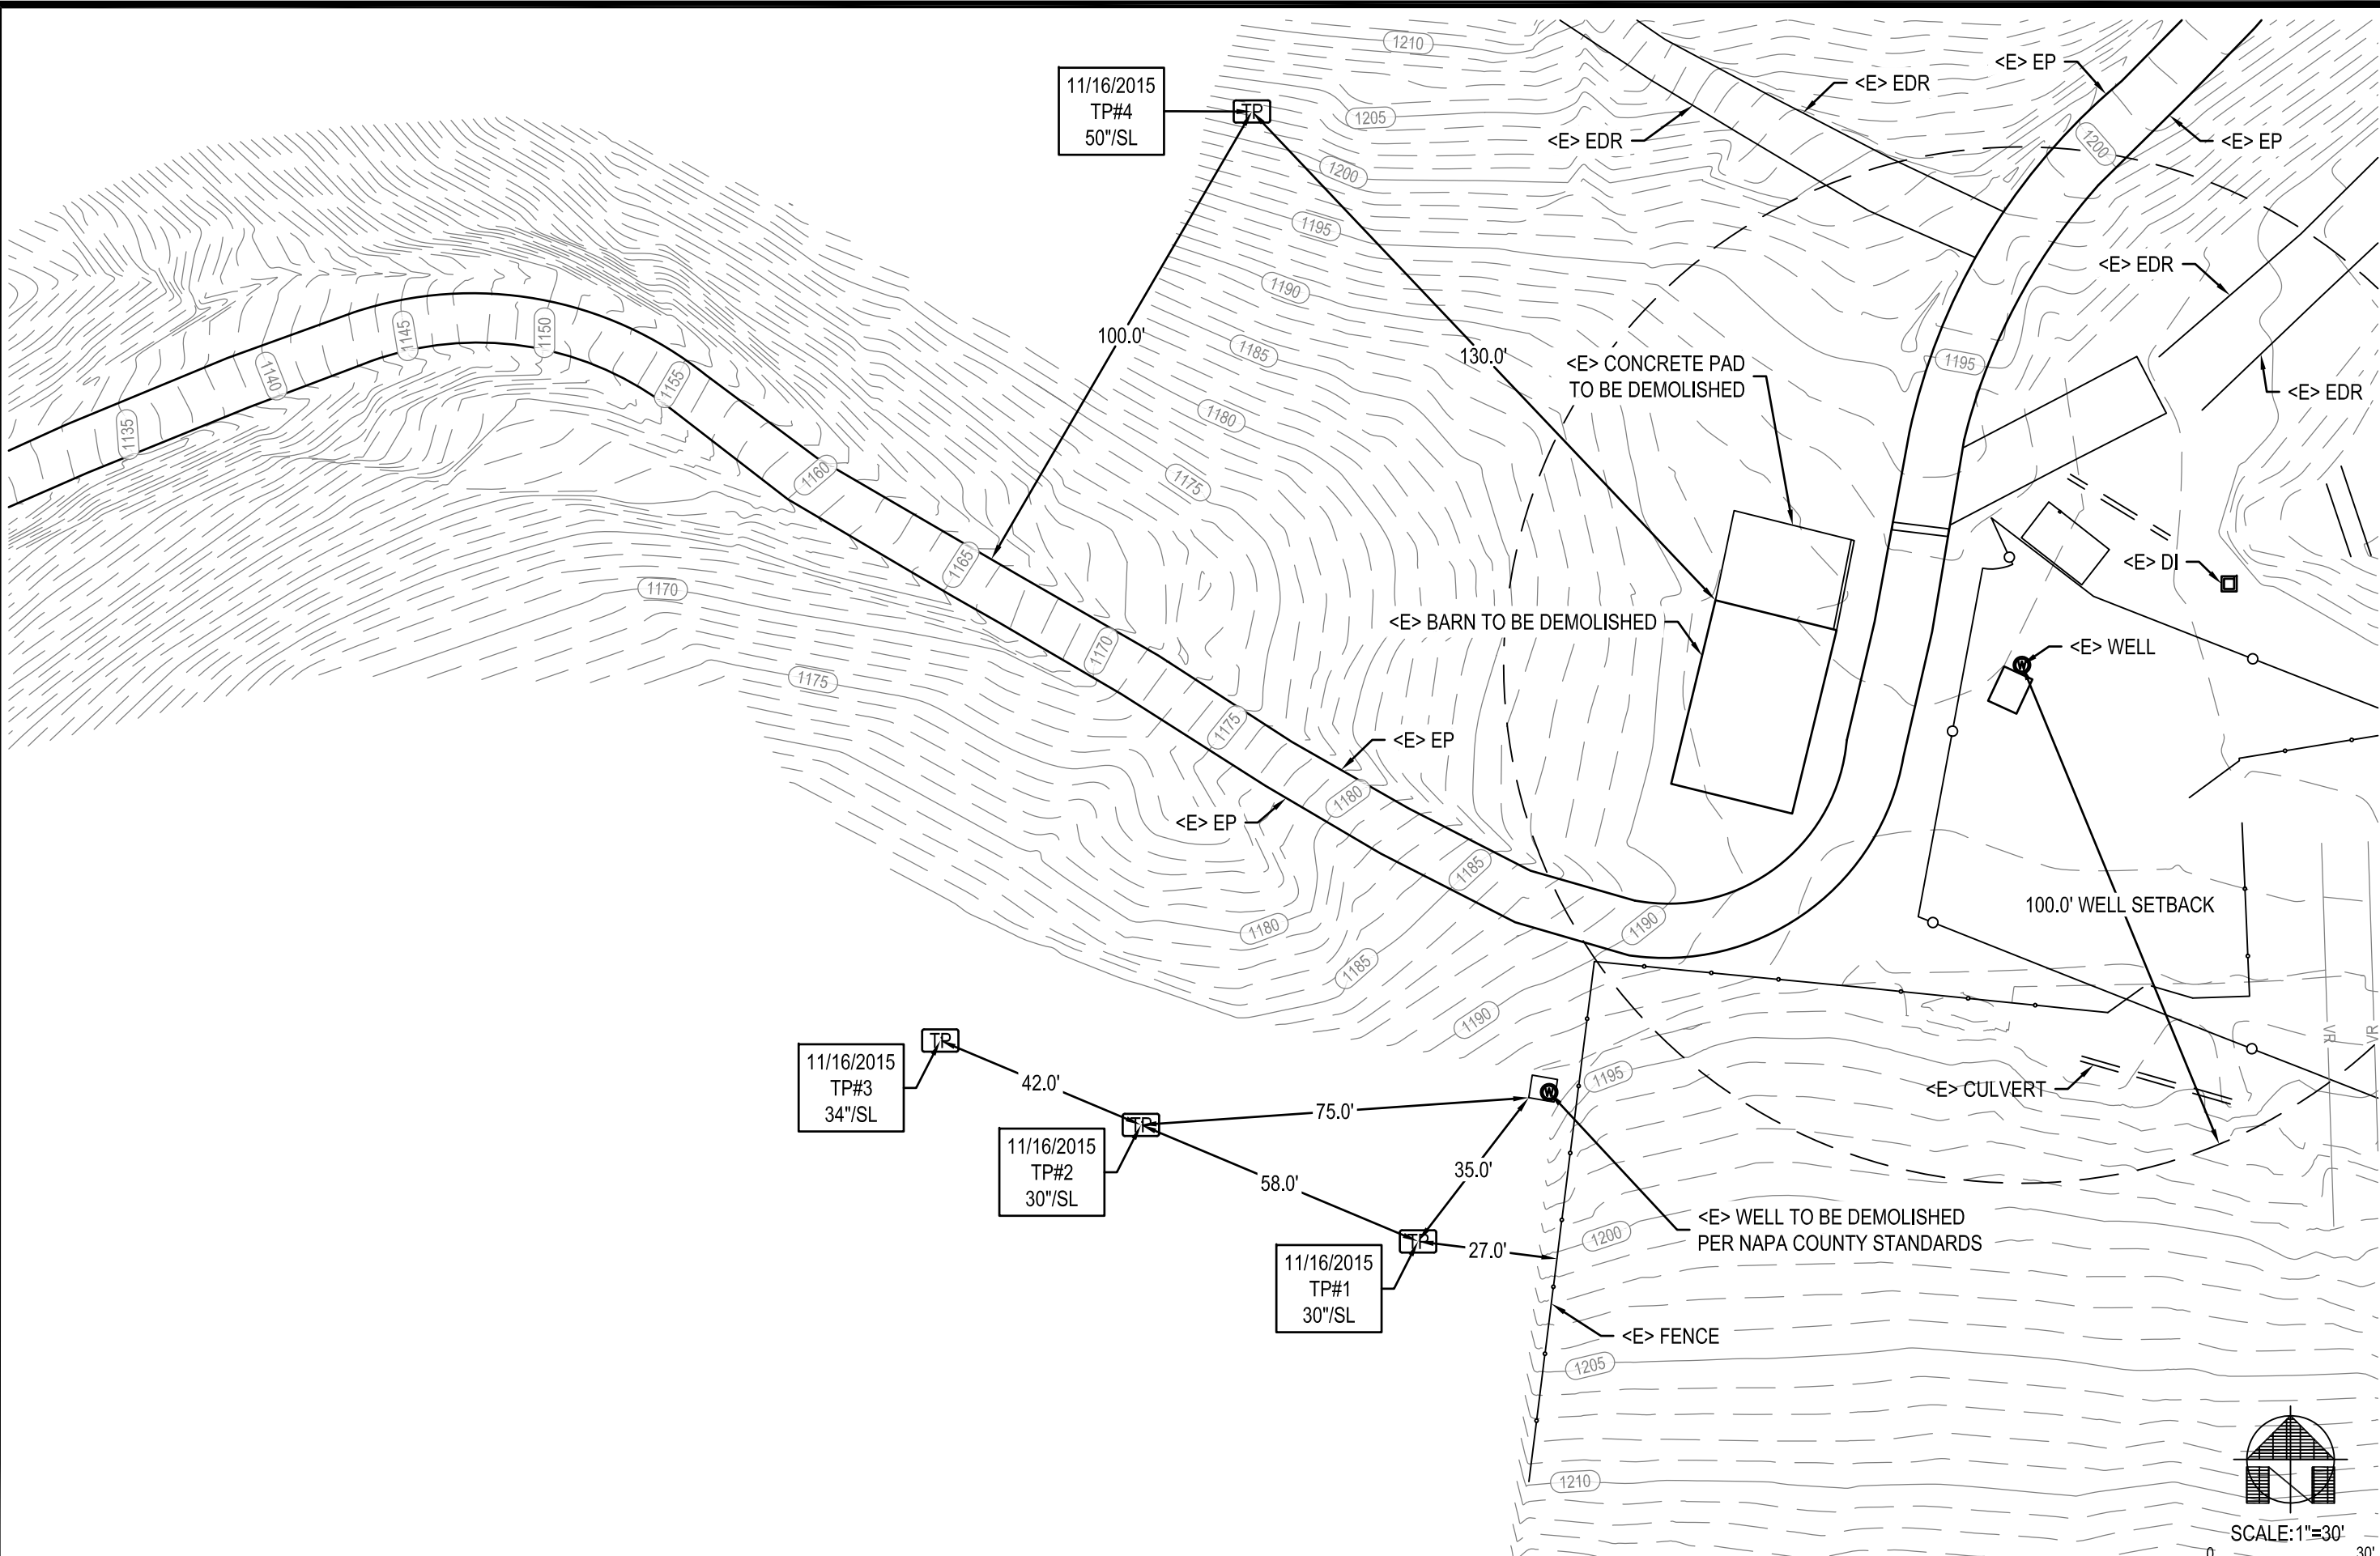 1210
11/16/2015
TP#4
50"/SL
TP
1205
1200
1195
1190
1185
1180
1175
<E> EDR
<E> EDR
<E> EP
<E> EP
1200
<E> EDR
<E> EDR
1195
100.0'
130.0'
<E> CONCRETE PAD
TO BE DEMOLISHED
<E> BARN TO BE DEMOLISHED
1135
1140
1145
1150
1155
1160
1165
1170
1175
1180
1185
1190
1170
1175
1180
1185
1190
<E> EP
<E> EP
<E> DI
W
<E> WELL
100.0' WELL SETBACK
<E> CULVERT
VR
VR
TP
11/16/2015
TP#3
34"/SL
42.0'
TP
11/16/2015
TP#2
30"/SL
75.0'
58.0'
35.0'
TP
27.0'
11/16/2015
TP#1
30"/SL
W
1195
<E> WELL TO BE DEMOLISHED
PER NAPA COUNTY STANDARDS
1200
<E> FENCE
1205
1210
SCALE:1"=30'
0
30'